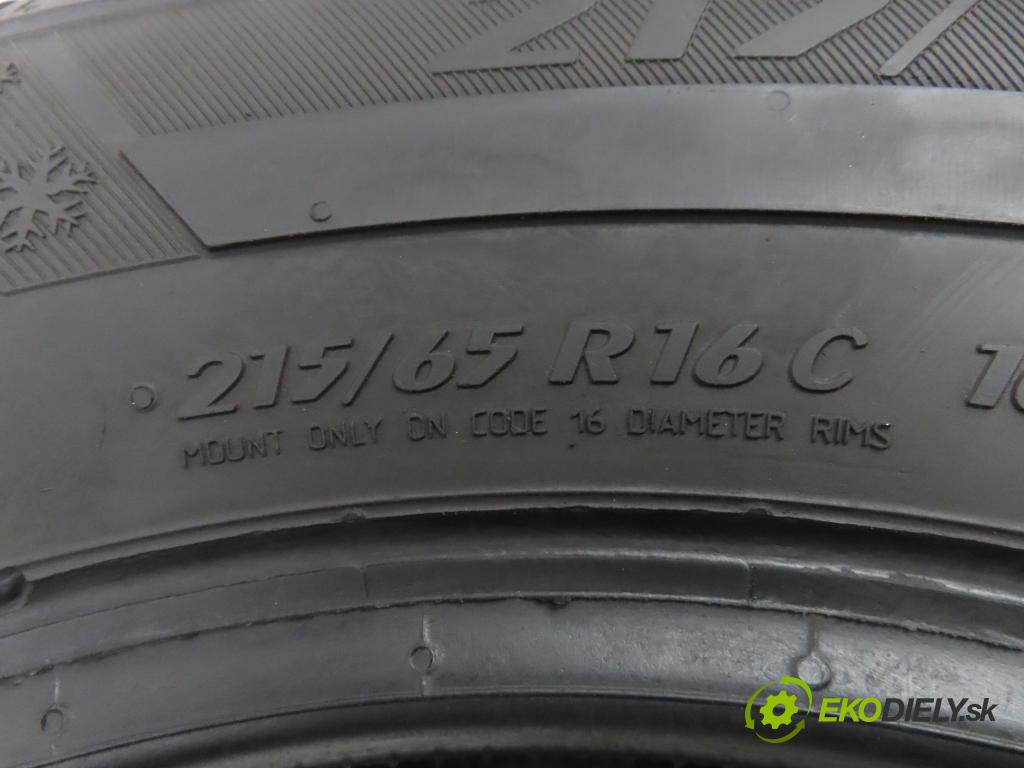 215/65 R16 C
MOUNT ONLY ON CODE 16 DIAMETER RIMS
EKODIELY.sk